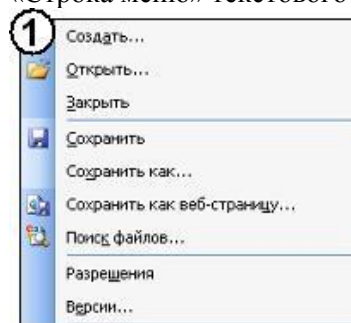 «Строка меню» текстового
1
Создать...
Открыть...
Закрыть
Сохранить
Сохранить как...
Сохранить как веб-страницу...
Поиск файлов...
Разрешения
Версии...